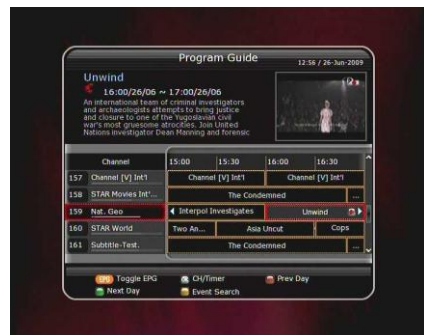 Program Guide
12:56 / 26-Jun-2009
Unwind
16:00/26/06 ~ 17:00/26/06
An international team of criminal investigators
and archaeologists attempts to bring justice
and closure to one of the Yugoslavian civil
war's most gruesome atrocities. Join United
Nations investigator Dean Manning and forensic
Channel 15:00 15:30 16:00 16:30
157 Channel [V] Int'l Channel [V] Int'l Channel [V] Int'l
158 STAR Movies Int'... The Condemned ...
159 Nat. Geo Interpol Investigates Unwind
160 STAR World Two An... Asia Uncut Cops
161 Subtitle-Test. The Condemned ...
EPG Toggle EPG CH/Timer Prev Day
Next Day Event Search